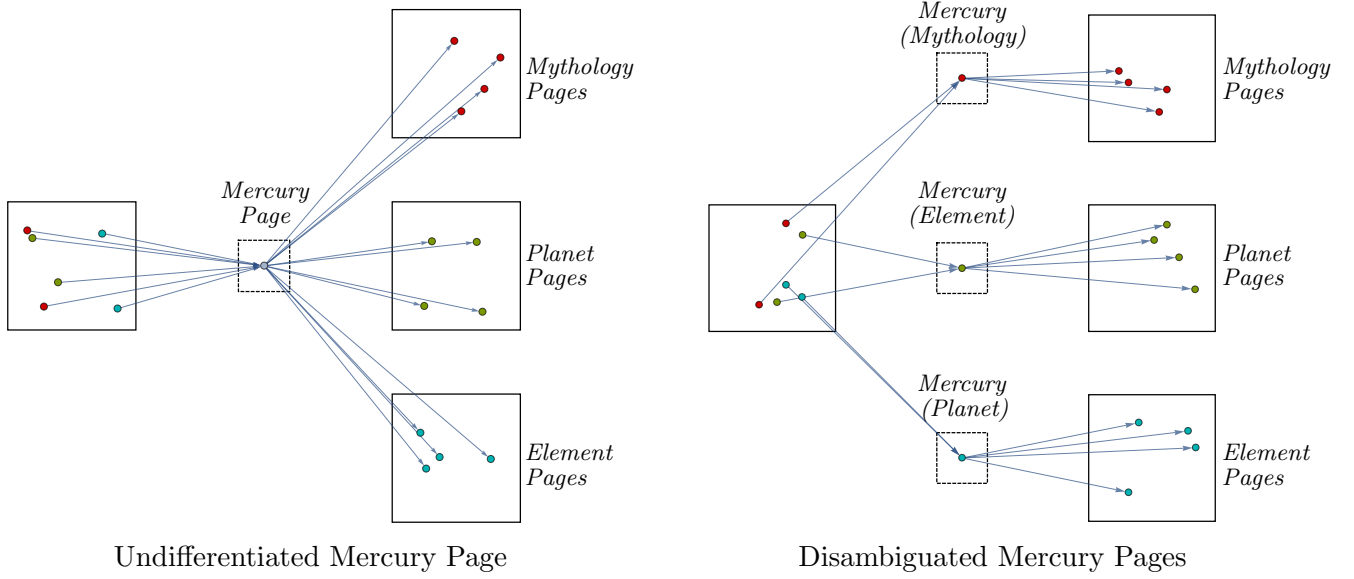 Mythology
Pages
Mercury
Page
Planet
Pages
Element
Pages
Undifferentiated Mercury Page
Mercury
(Mythology)
Mythology
Pages
Mercury
(Element)
Planet
Pages
Mercury
(Planet)
Element
Pages
Disambiguated Mercury Pages